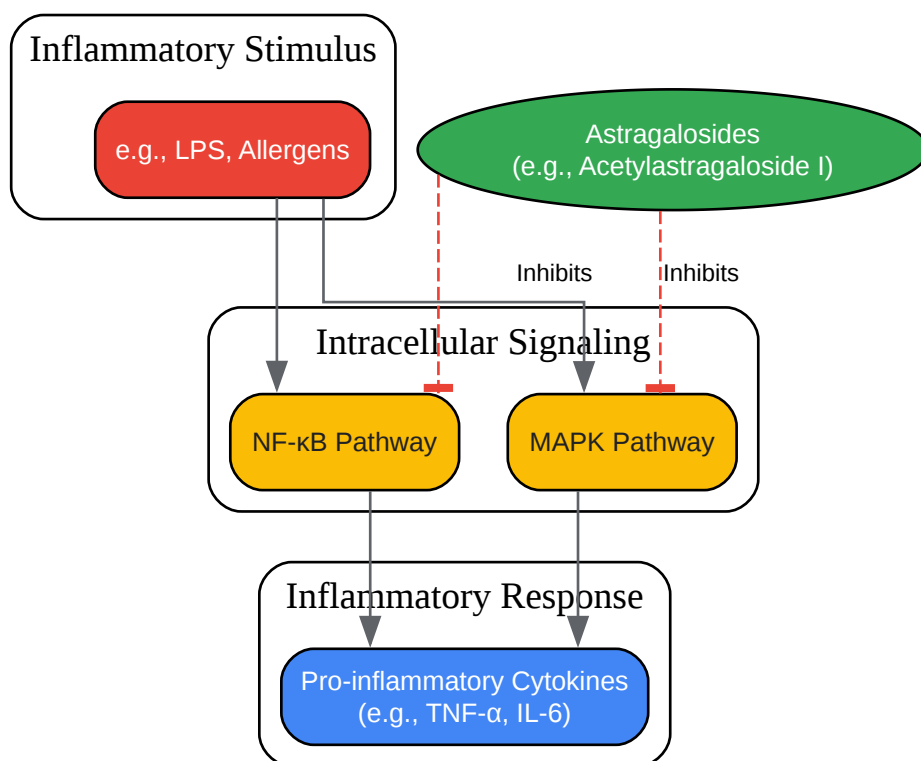 Inflammatory Stimulus
e.g., LPS, Allergens
Astragalosides
(e.g., Acetylastragaloside I)
Inhibits
Inhibits
Intracellular Signaling
NF-κB Pathway
MAPK Pathway
Inflammatory Response
Pro-inflammatory Cytokines
(e.g., TNF-α, IL-6)